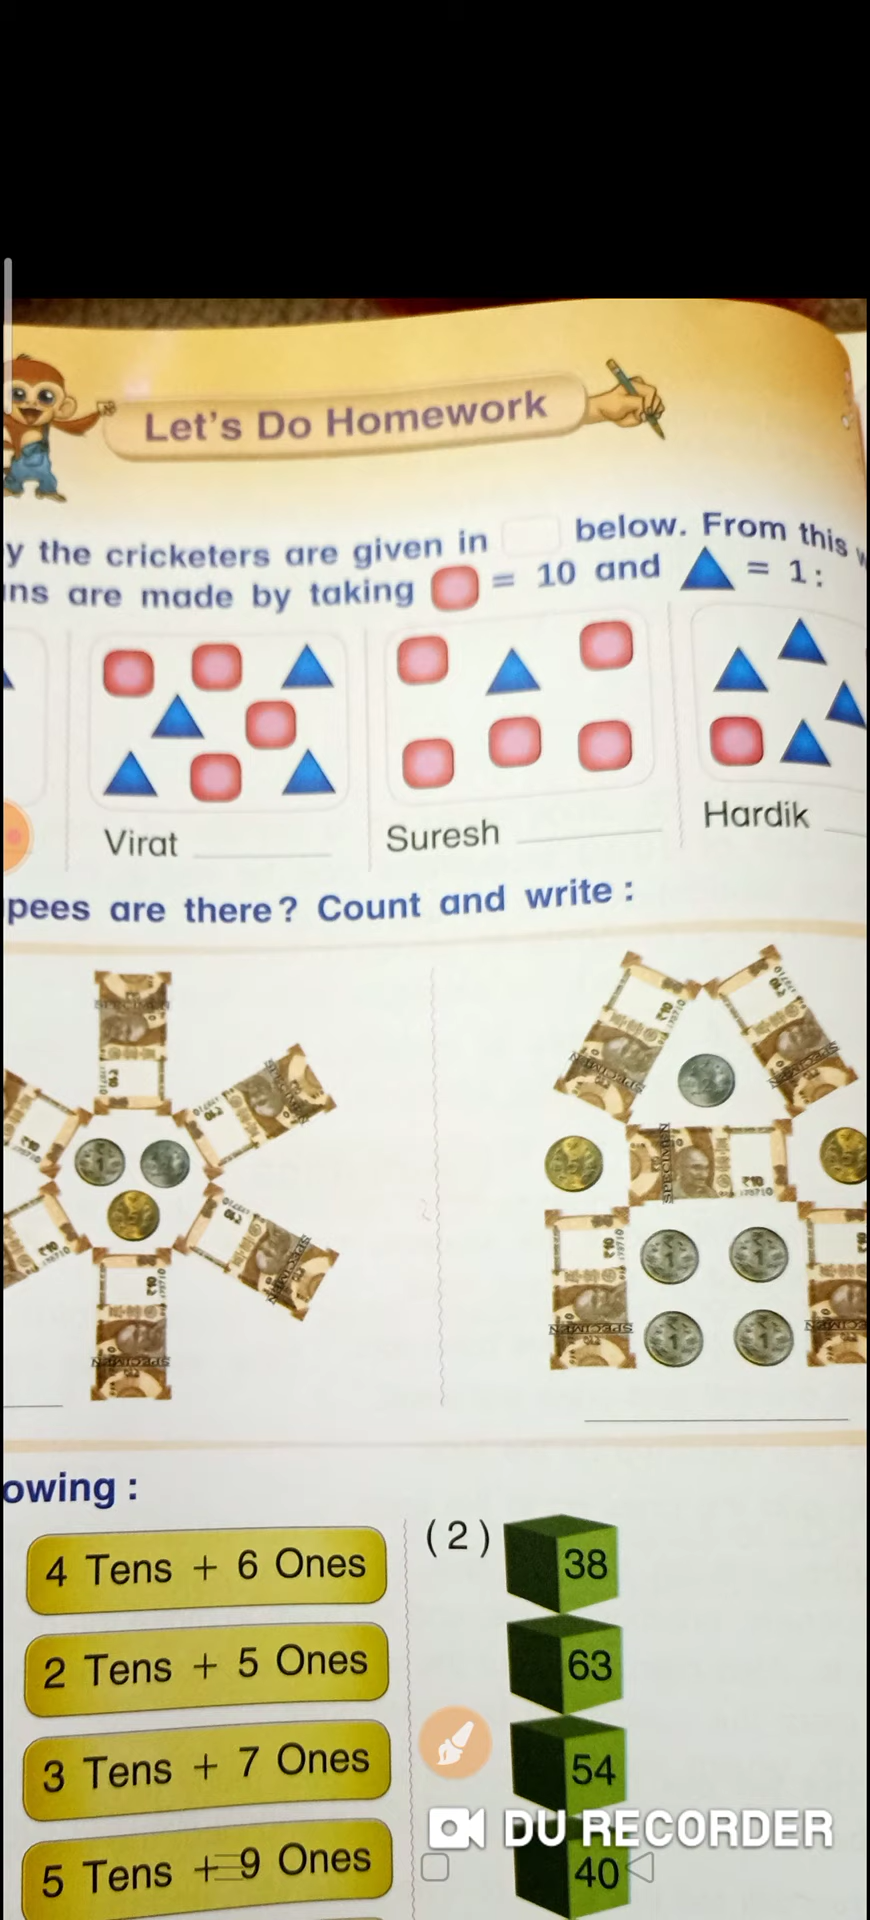 Let's Do Homework
y the cricketers are given in below. From this
ns are made by taking = 10 and = 1:
Virat
Suresh
Hardik
pees are there? Count and write :
owing :
4 Tens + 6 Ones
2 Tens + 5 Ones
3 Tens + 7 Ones
5 Tens + 9 Ones
(2)
38
63
54
40
DU RECORDER